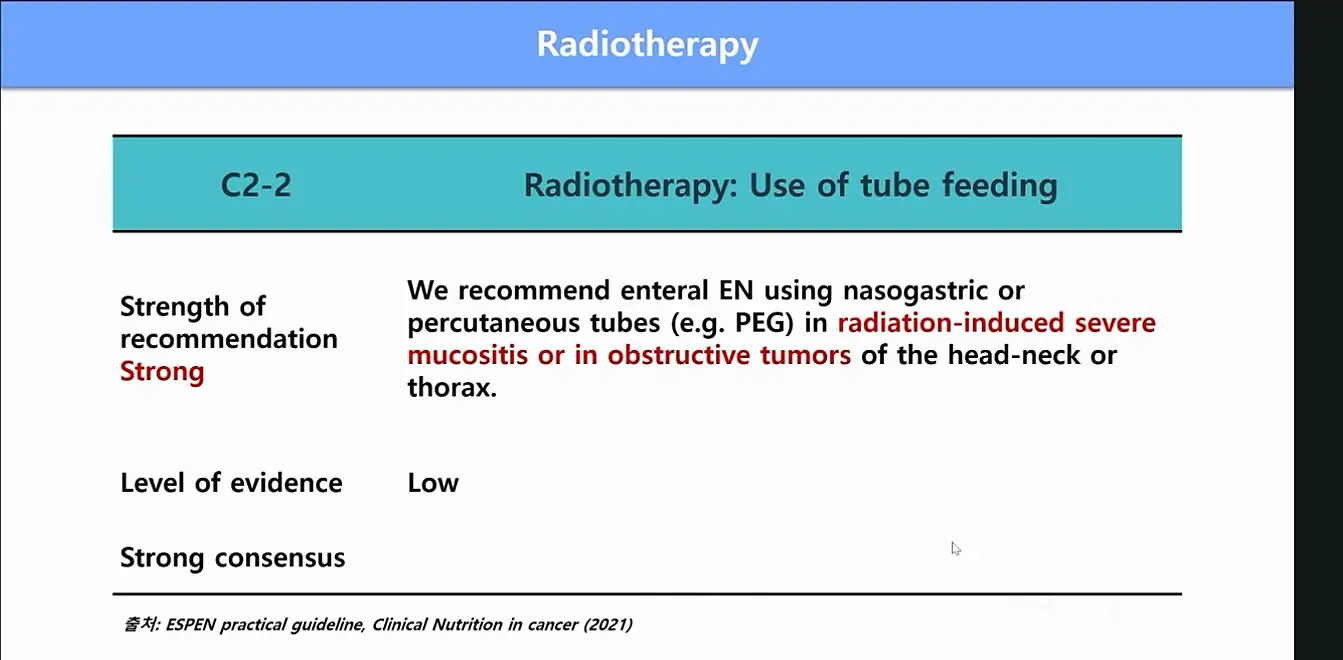 Radiotherapy
C2-2
Radiotherapy: Use of tube feeding
Strength of
recommendation
Strong
We recommend enteral EN using nasogastric or
percutaneous tubes (e.g. PEG) in radiation-induced severe
mucositis or in obstructive tumors of the head-neck or
thorax.
Level of evidence
Low
Strong consensus
출처: ESPEN practical guideline, Clinical Nutrition in cancer (2021)